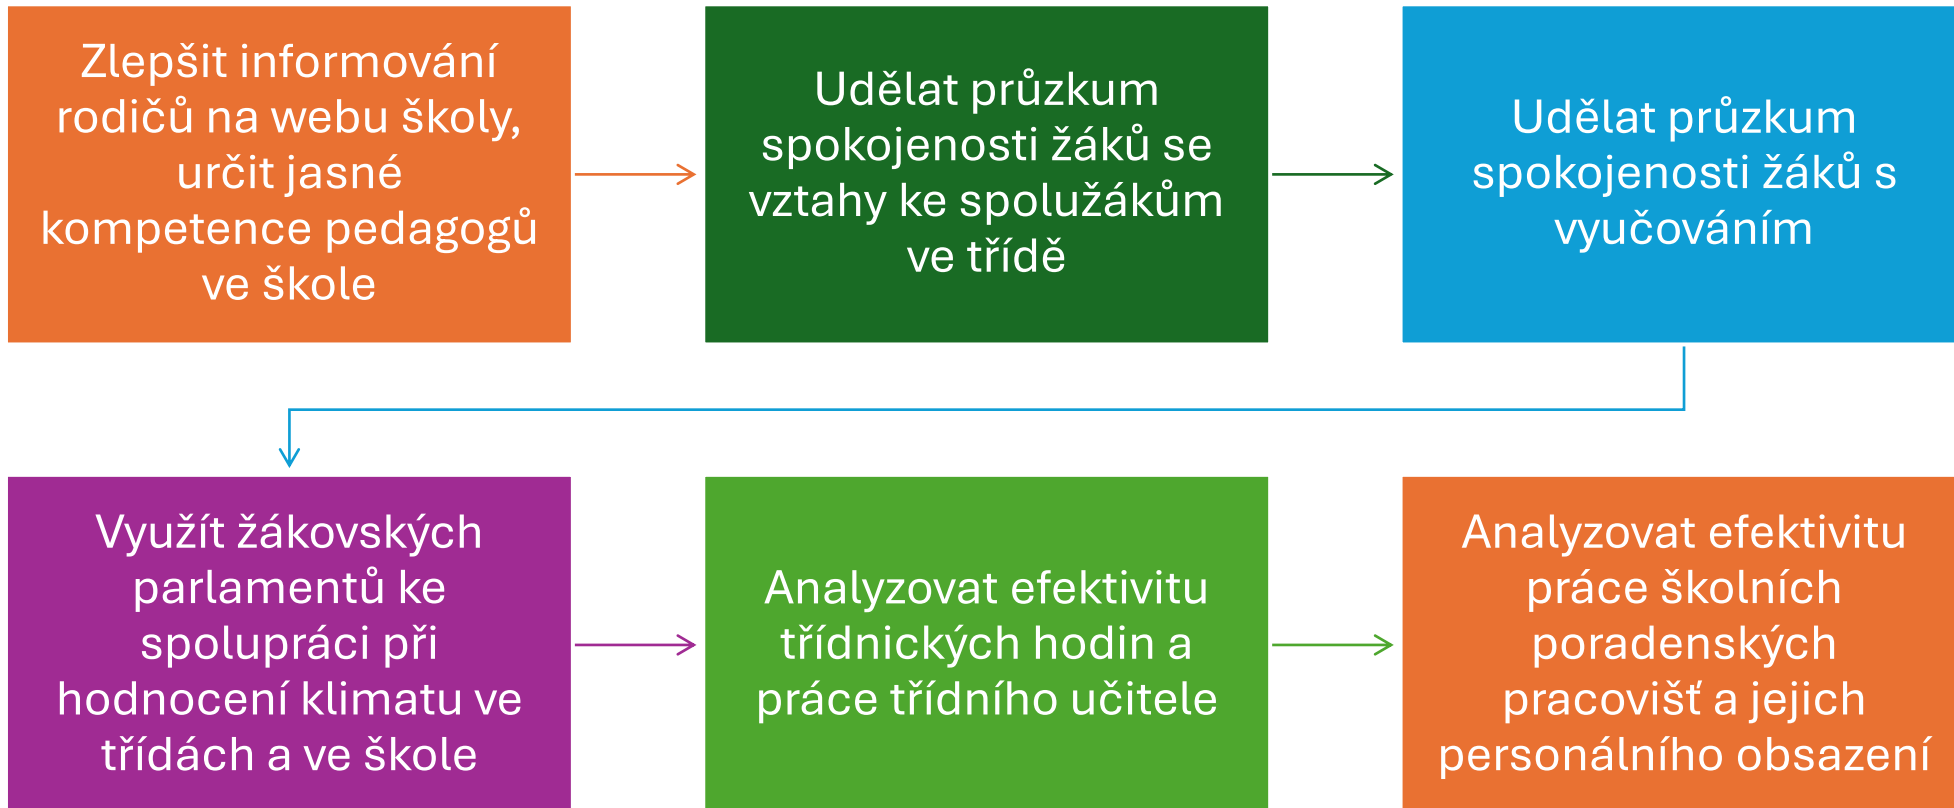 Zlepšit informování
rodičů na webu školy,
určit jasné
kompetence pedagogů
ve škole
Udělat průzkum
spokojenosti žáků se
vztahy ke spolužákům
ve třídě
Udělat průzkum
spokojenosti žáků s
vyučováním
Využít žákovských
parlamentů ke
spolupráci při
hodnocení klimatu ve
třídách a ve škole
Analyzovat efektivitu
třídnických hodin a
práce třídního učitele
Analyzovat efektivitu
práce školních
poradenských
pracovišť a jejich
personálního obsazení